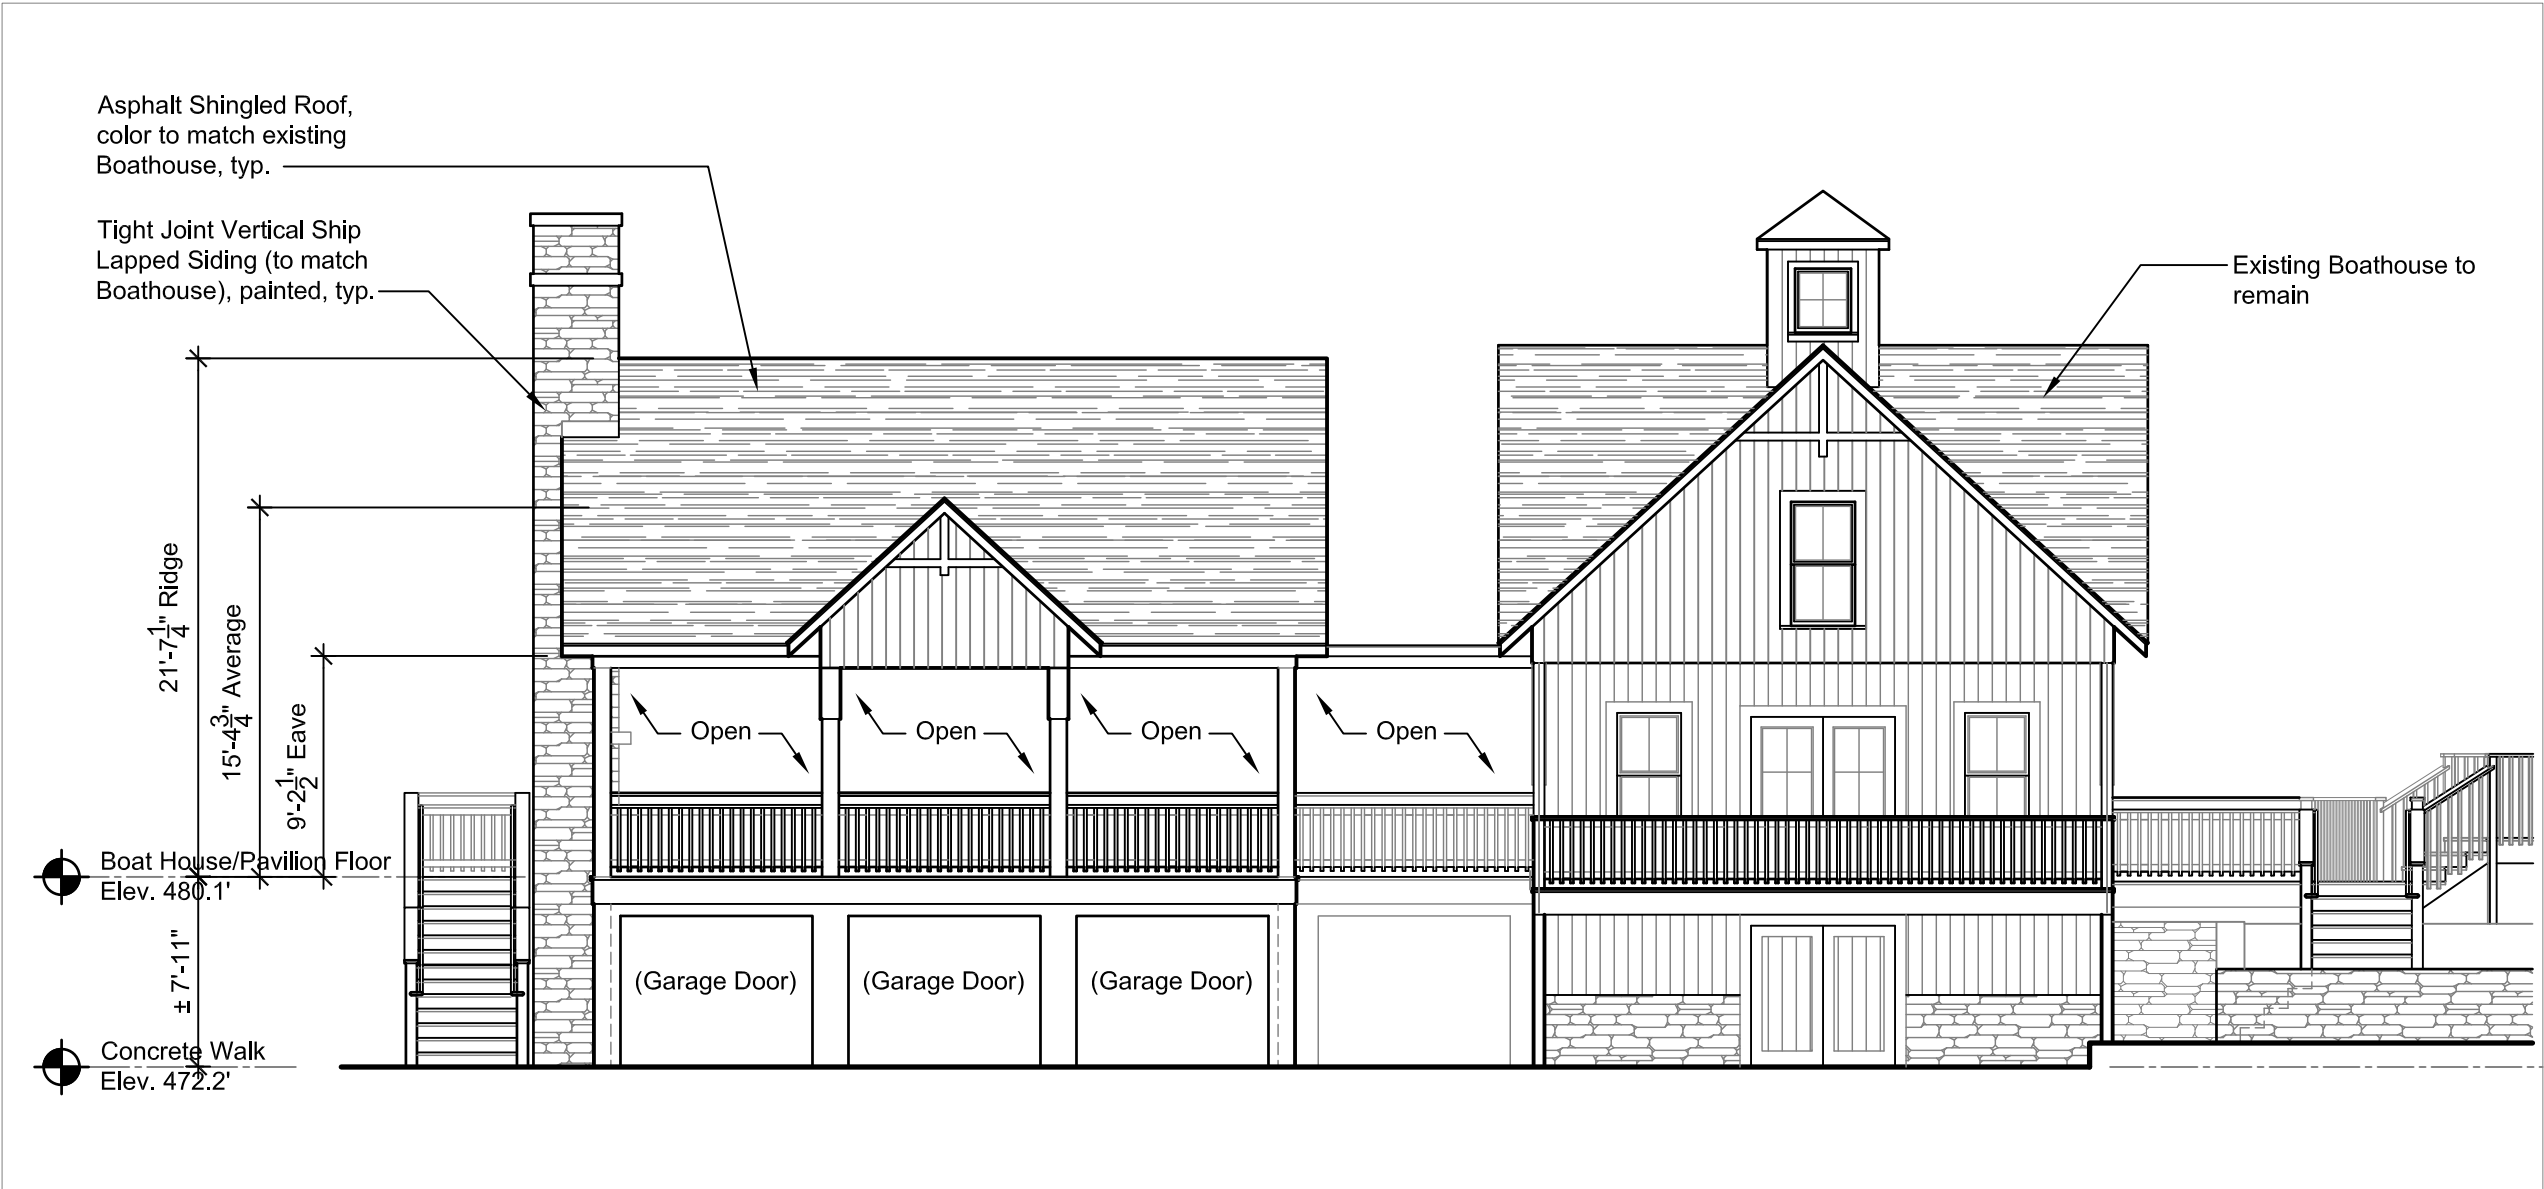 Asphalt Shingled Roof,
color to match existing
Boathouse, typ.
Tight Joint Vertical Ship
Lapped Siding (to match
Boathouse), painted, typ.
Existing Boathouse to
remain
21'-7 1/4" Ridge
15'-4 3/4" Average
9'-2 1/2" Eave
Open
Open
Open
Open
Boat House/Pavilion Floor
Elev. 480.1'
± 7'-11"
(Garage Door)
(Garage Door)
(Garage Door)
Concrete Walk
Elev. 472.2'